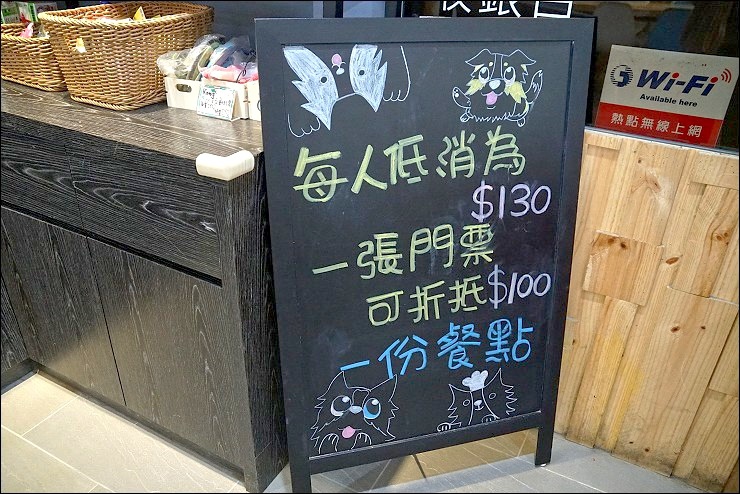 每人低消為
$130
一張門票
可折抵$100
一份餐點
Wi-Fi
Available here
熱點無線上網